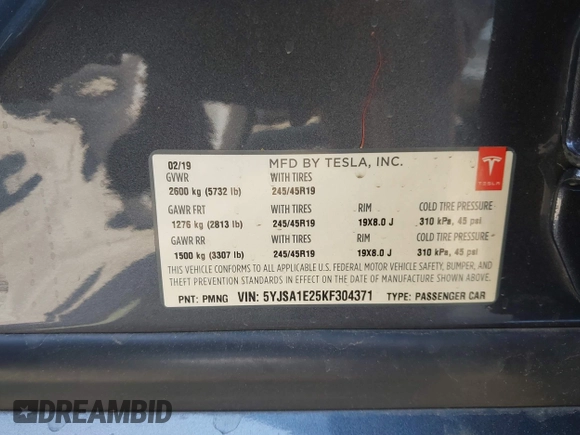 02/19 MFD BY TESLA, INC.
GVWR WITH TIRES
2600 kg (5732 lb) 245/45R19
GAWR FRT WITH TIRES RIM COLD TIRE PRESSURE
1276 kg (2813 lb) 245/45R19 19X8.0 J 310 kPa, 45 psi
GAWR RR WITH TIRES RIM COLD TIRE PRESSURE
1500 kg (3307 lb) 245/45R19 19X8.0 J 310 kPa, 45 psi
THIS VEHICLE CONFORMS TO ALL APPLICABLE U.S. FEDERAL MOTOR VEHICLE SAFETY, BUMPER, AND
THEFT PREVENTION STANDARDS IN EFFECT ON THE DATE OF MANUFACTURE SHOWN ABOVE.
PNT: PMNG VIN: 5YJSA1E25KF304371 TYPE: PASSENGER CAR
TESLA
DREAMBID